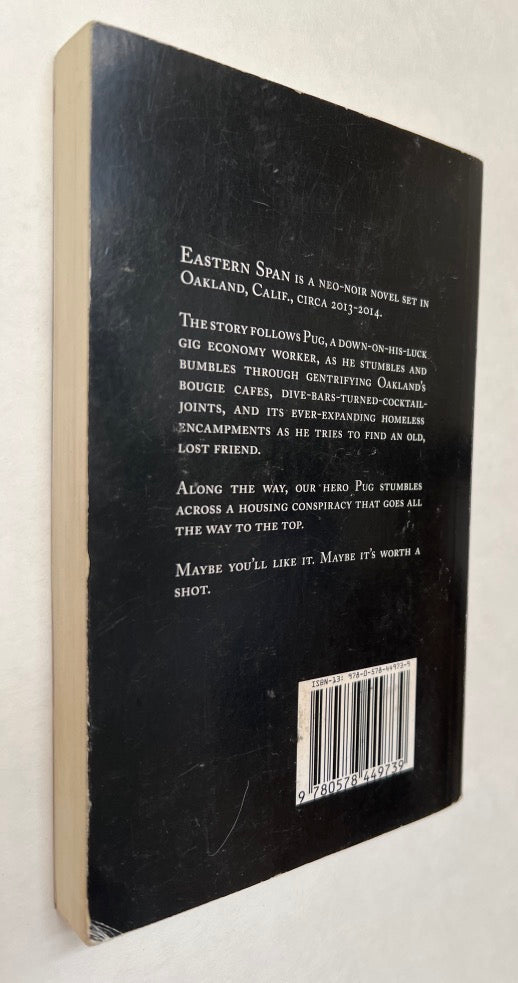 Eastern Span is a neo-noir novel set in
Oakland, Calif., circa 2013-2014.
The story follows Pug, a down-on-his-luck
gig economy worker, as he stumbles and
bumbles through gentrifying Oakland's
bougie cafes, dive-bars-turned-cocktail-
joints, and its ever-expanding homeless
encampments as he tries to find an old,
lost friend.
Along the way, our hero Pug stumbles
across a housing conspiracy that goes all
the way to the top.
Maybe you'll like it. Maybe it's worth a
shot.
ISBN-13: 978-0-578-44973-9
9 780578 449739